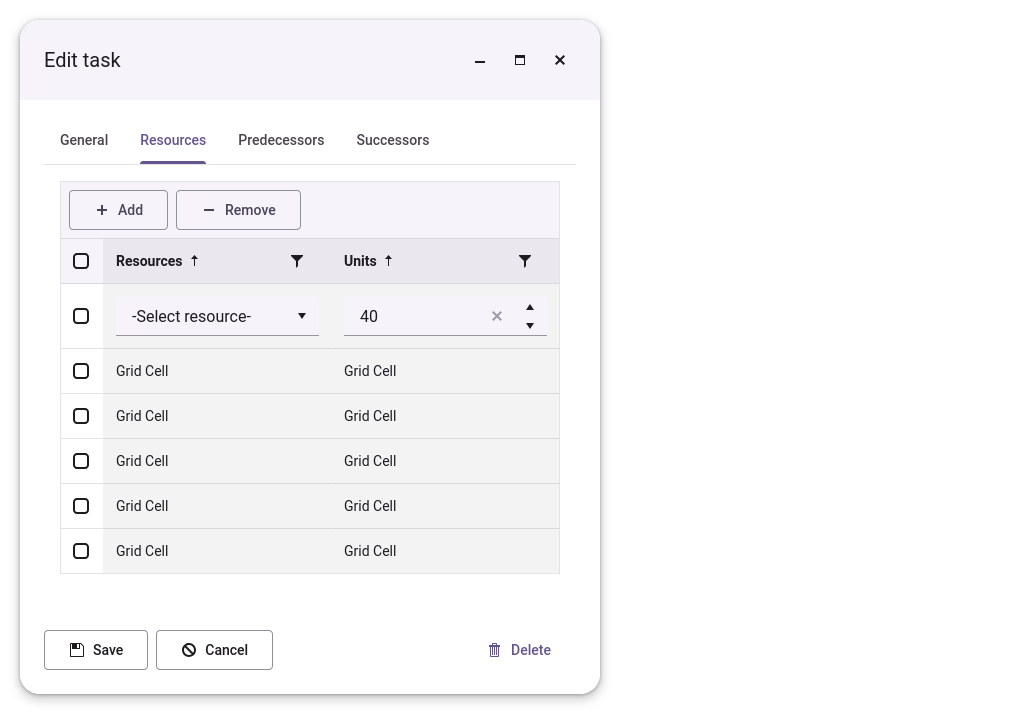 Edit task
General Resources Predecessors Successors
Add Remove
Resources Units
-Select resource- 40
Grid Cell Grid Cell
Grid Cell Grid Cell
Grid Cell Grid Cell
Grid Cell Grid Cell
Grid Cell Grid Cell
Save Cancel Delete